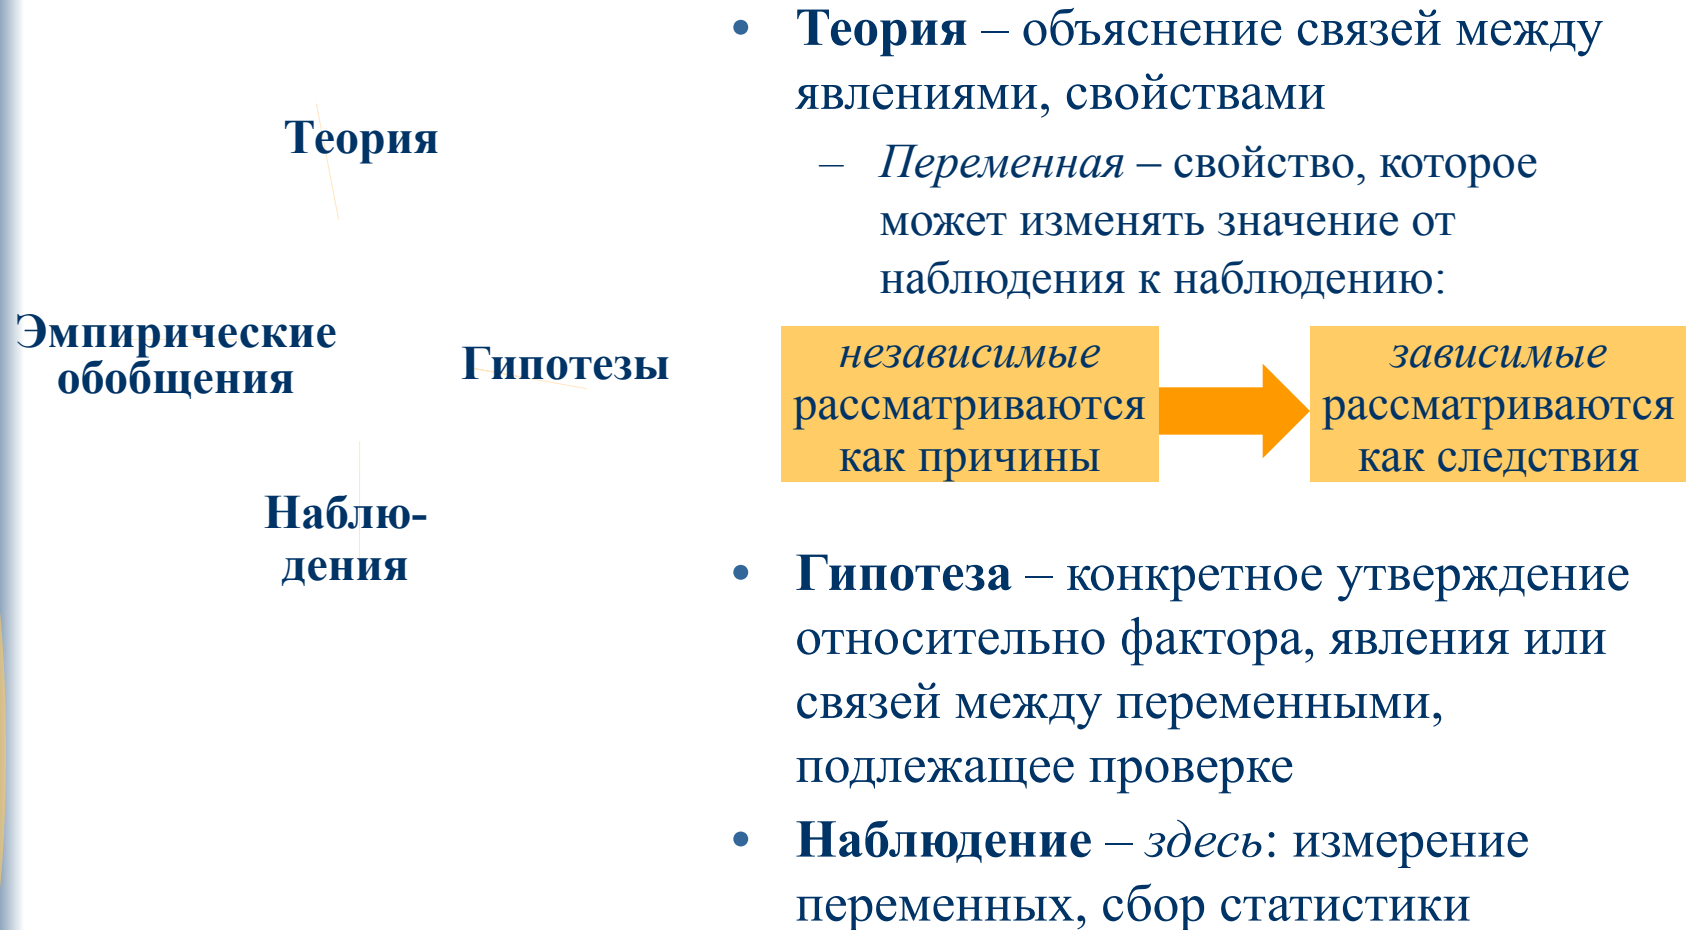 Теория
Эмпирические
обобщения
Гипотезы
Наблю-
дения
• Теория – объяснение связей между
явлениями, свойствами
– Переменная – свойство, которое
может изменять значение от
наблюдения к наблюдению:
независимые
рассматриваются
как причины
зависимые
рассматриваются
как следствия
• Гипотеза – конкретное утверждение
относительно фактора, явления или
связей между переменными,
подлежащее проверке
• Наблюдение – здесь: измерение
переменных, сбор статистики